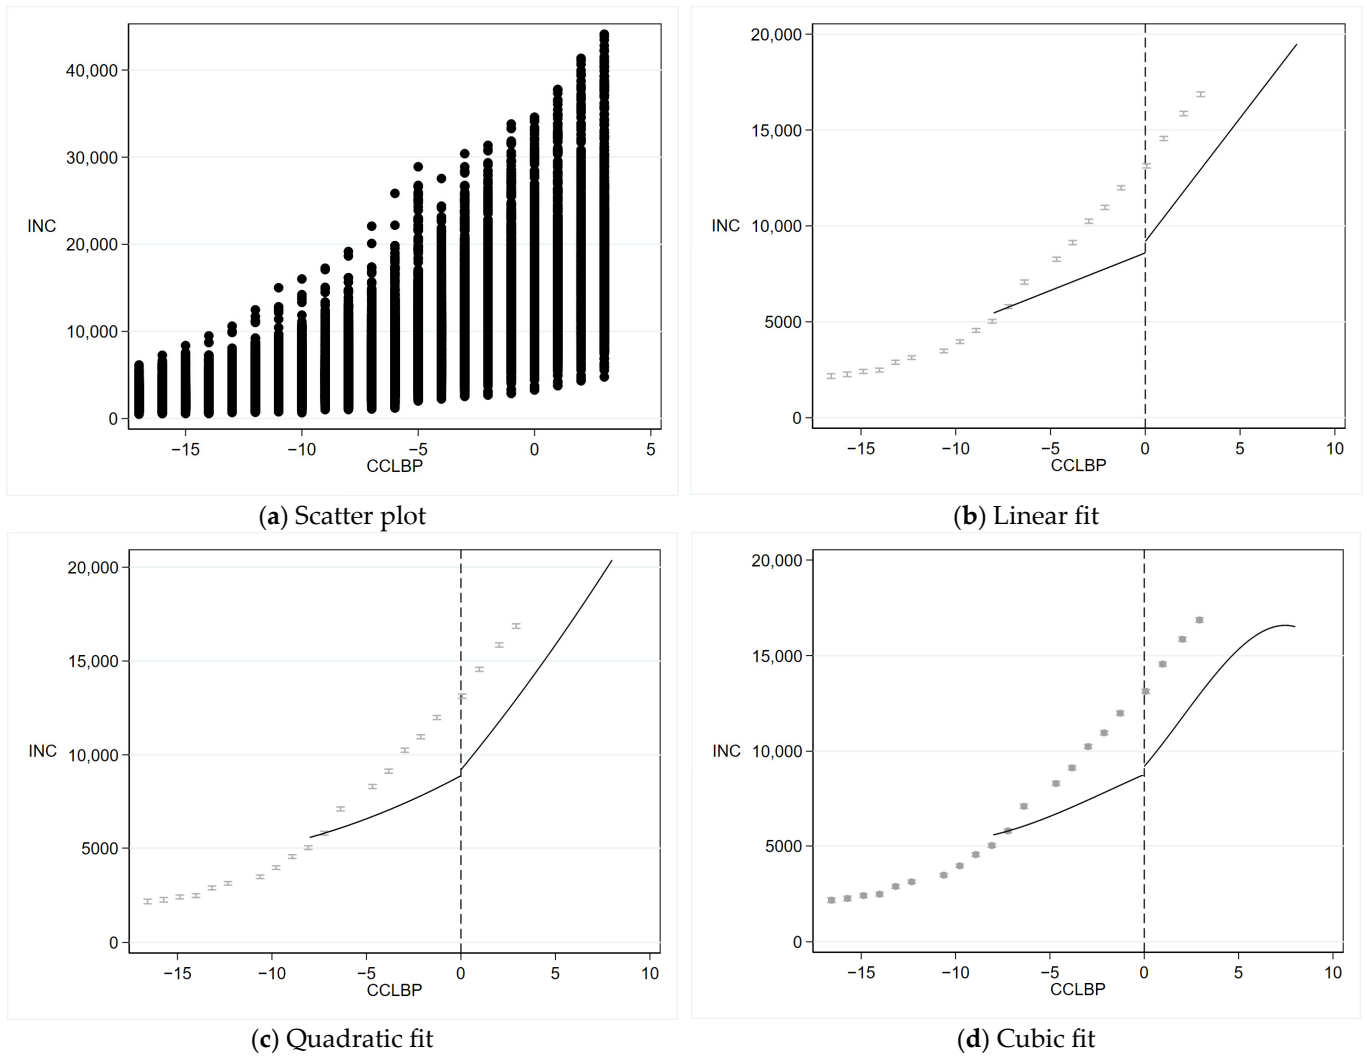 40,000
30,000
INC
20,000
10,000
0
−15 −10 −5 0 5
CCLBP
(a) Scatter plot
20,000
15,000
INC
10,000
5000
0
−15 −10 −5 0 5 10
CCLBP
(b) Linear fit
20,000
15,000
INC
10,000
5000
0
−15 −10 −5 0 5 10
CCLBP
(c) Quadratic fit
20,000
15,000
INC
10,000
5000
0
−15 −10 −5 0 5 10
CCLBP
(d) Cubic fit